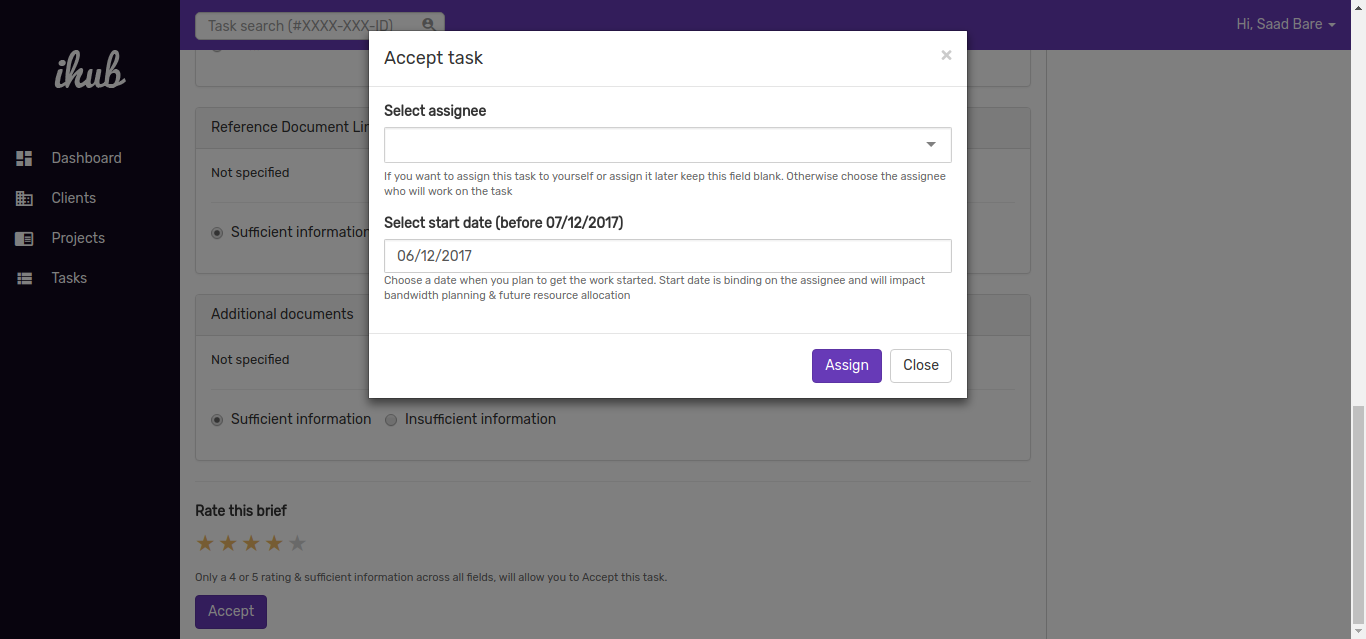 ihub
Dashboard
Clients
Projects
Tasks
Task search (#XXXX-XXX-ID)
Hi, Saad Bare
Accept task
×
Select assignee
If you want to assign this task to yourself or assign it later keep this field blank. Otherwise choose the assignee
who will work on the task
Select start date (before 07/12/2017)
06/12/2017
Choose a date when you plan to get the work started. Start date is binding on the assignee and will impact
bandwidth planning & future resource allocation
Assign
Close
Reference Document
Not specified
Sufficient information
Additional documents
Not specified
Sufficient information
Insufficient information
Rate this brief
Only a 4 or 5 rating & sufficient information across all fields, will allow you to Accept this task.
Accept